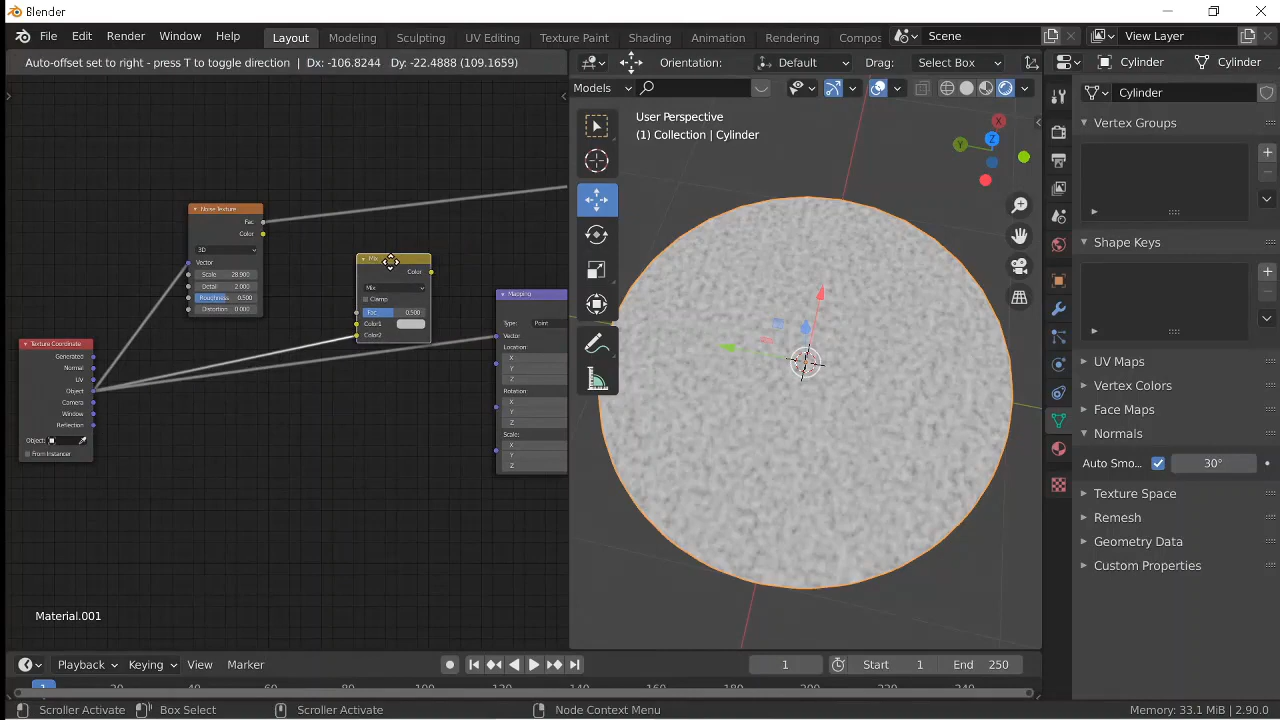 Blender
File Edit Render Window Help Layout Modeling Sculpting UV Editing Texture Paint Shading Animation Compos Scene View Layer
Auto-offset set to right - press T to toggle direction | Dx: -106.8244 Dy: -22.4888 (109.1659)
Orientation: Default Drag: Select Box
Cylinder Cylinder
Models
User Perspective
(1) Collection | Cylinder
X
Y
Z
Cylinder
Vertex Groups
Shape Keys
UV Maps
Vertex Colors
Face Maps
Normals
Auto Smo... 30°
Texture Space
Remesh
Geometry Data
Custom Properties
Noise Texture
Fac
Color
3D
Vector
Scale 28.900
Detail 2.000
Roughness 0.500
Distortion 0.000
Mix
Color
Mix
Clamp
Fac 0.500
Color1
Color2
Mapping
Type: Point
Vector
Location:
X
Y
Z
Rotation:
X
Y
Z
Scale:
X
Y
Z
Texture Coordinate
Generated
Normal
UV
Object
Camera
Window
Reflection
Object:
From Instancer
Material.001
Playback Keying View Marker 1 Start 1 End 250
1 20 40 60 80 100 120 140 160 180 200 220 240
Scroller Activate Box Select Scroller Activate Node Context Menu Memory: 33.1 MiB | 2.90.0